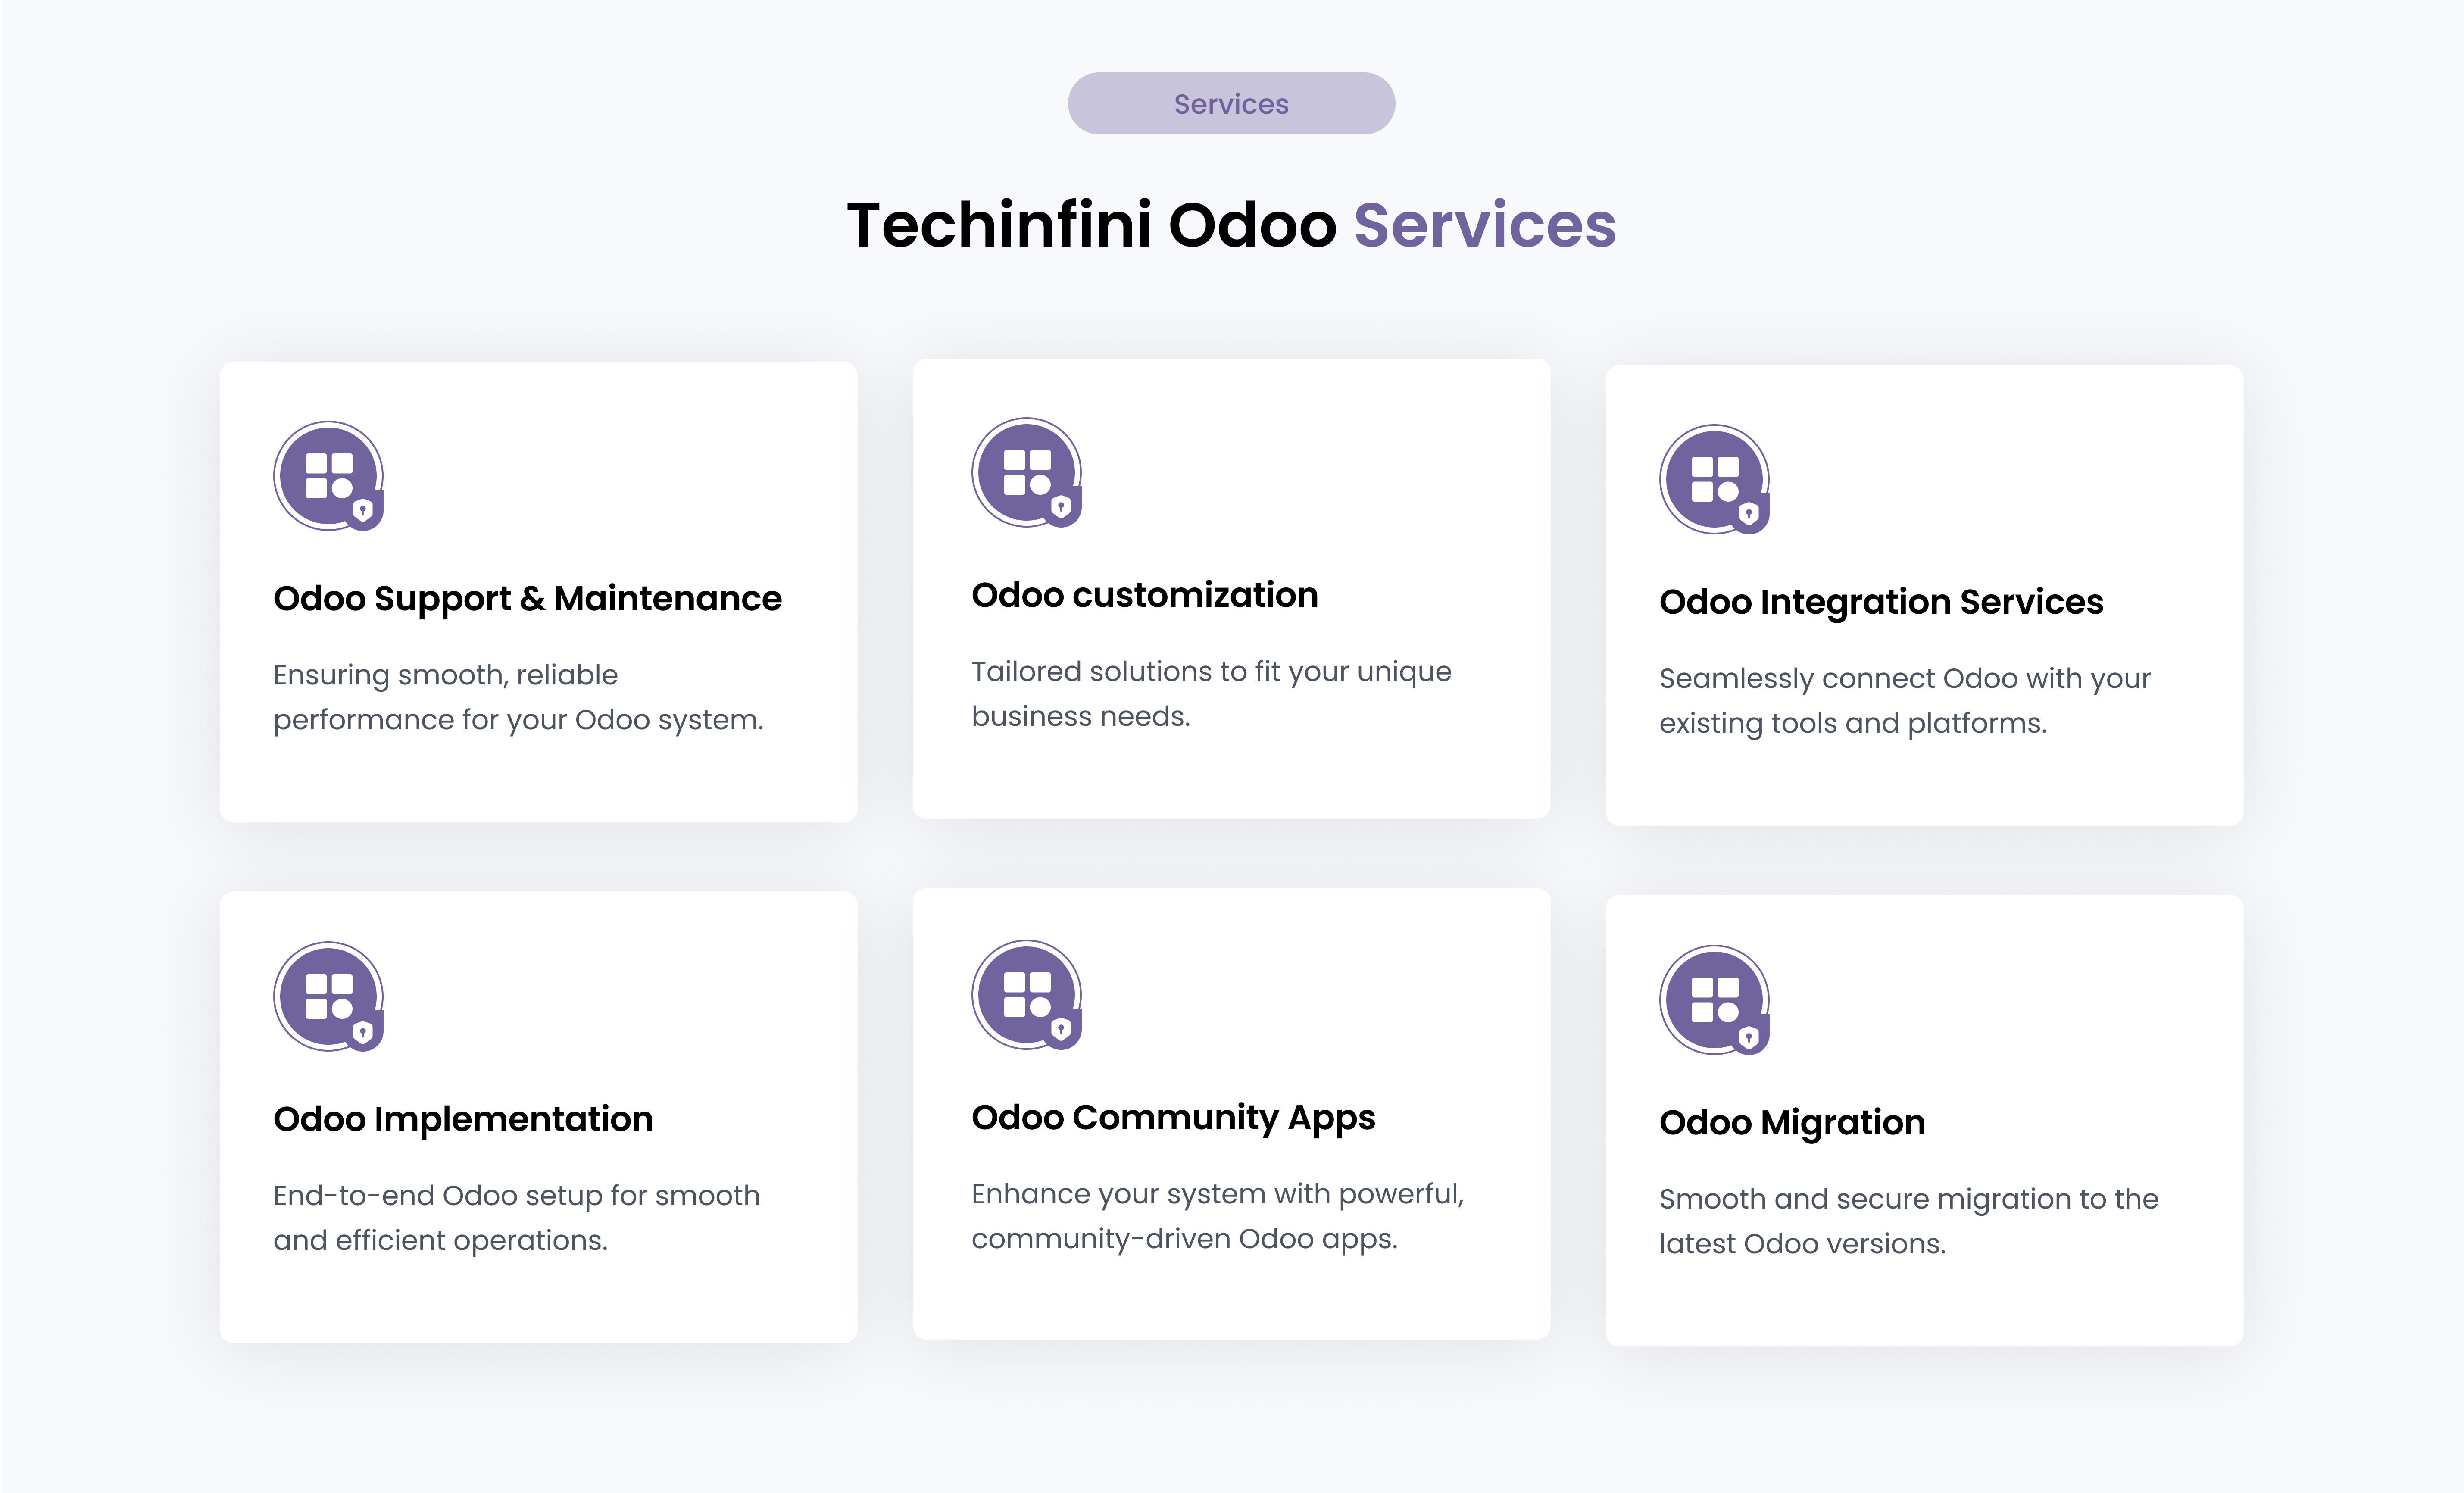 Services
Techinfini Odoo Services
Odoo Support & Maintenance
Ensuring smooth, reliable
performance for your Odoo system.
Odoo customization
Tailored solutions to fit your unique
business needs.
Odoo Integration Services
Seamlessly connect Odoo with your
existing tools and platforms.
Odoo Implementation
End-to-end Odoo setup for smooth
and efficient operations.
Odoo Community Apps
Enhance your system with powerful,
community-driven Odoo apps.
Odoo Migration
Smooth and secure migration to the
latest Odoo versions.